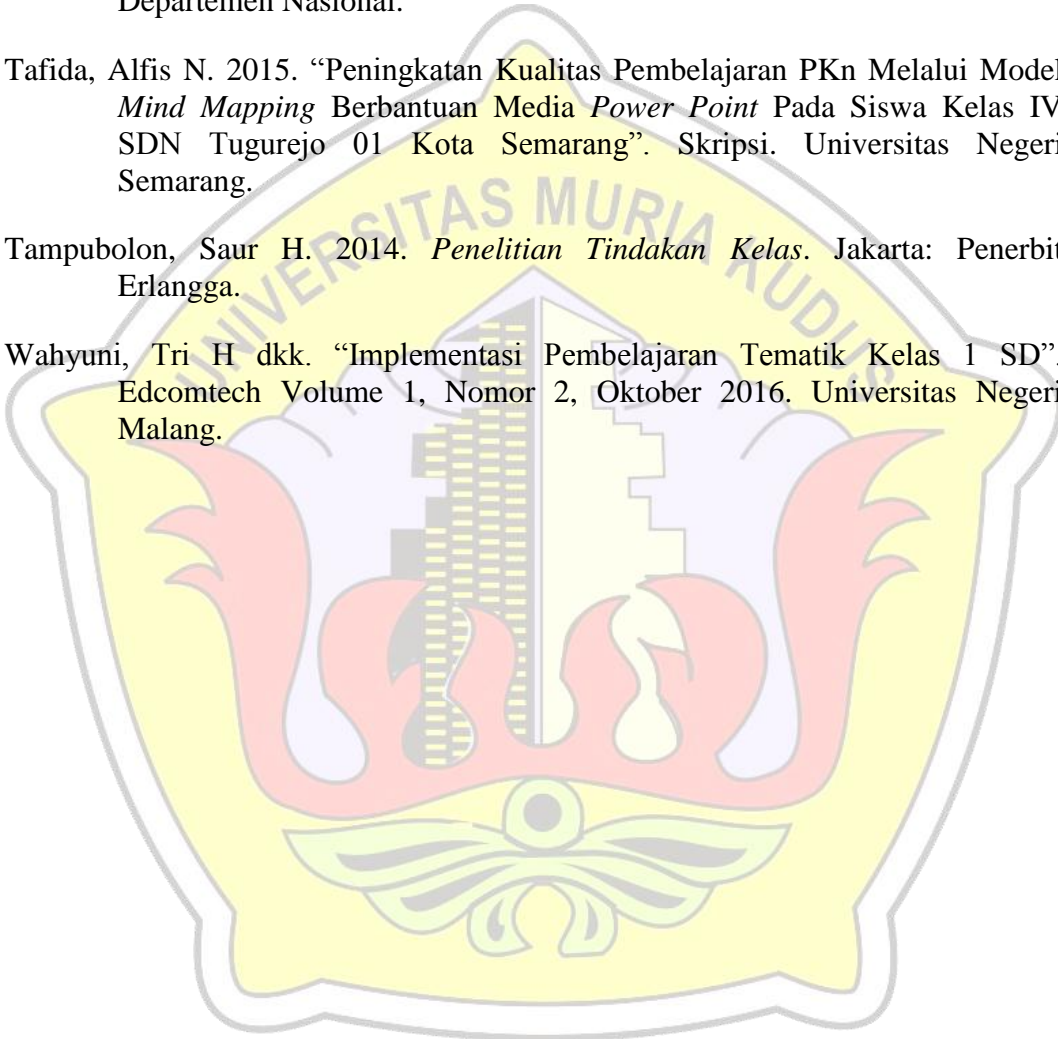 Departemen Nasional.
Tafida, Alfis N. 2015. “Peningkatan Kualitas Pembelajaran PKn Melalui Model
Mind Mapping Berbantuan Media Power Point Pada Siswa Kelas IV
SDN Tugurejo 01 Kota Semarang”. Skripsi. Universitas Negeri
Semarang.
Tampubolon, Saur H. 2014. Penelitian Tindakan Kelas. Jakarta: Penerbit
Erlangga.
Wahyuni, Tri H dkk. “Implementasi Pembelajaran Tematik Kelas 1 SD”.
Edcomtech Volume 1, Nomor 2, Oktober 2016. Universitas Negeri
Malang.
UNIVERSITAS MURIA KUDUS